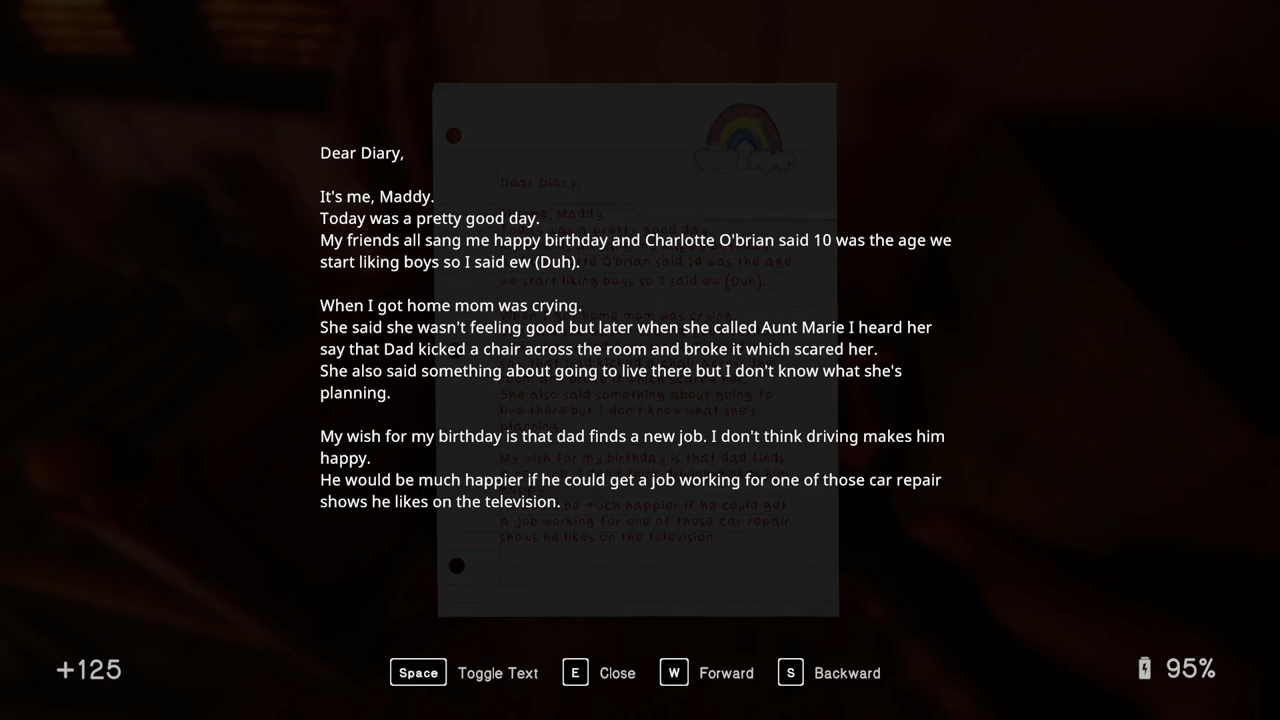 Dear Diary,
It's me, Maddy.
Today was a pretty good day.
My friends all sang me happy birthday and Charlotte O'brian said 10 was the age we
start liking boys so I said ew (Duh).
When I got home mom was crying.
She said she wasn't feeling good but later when she called Aunt Marie I heard her
say that Dad kicked a chair across the room and broke it which scared her.
She also said something about going to live there but I don't know what she's
planning.
My wish for my birthday is that dad finds a new job. I don't think driving makes him
happy.
He would be much happier if he could get a job working for one of those car repair
shows he likes on the television.
+125
Space Toggle Text E Close W Forward S Backward
95%